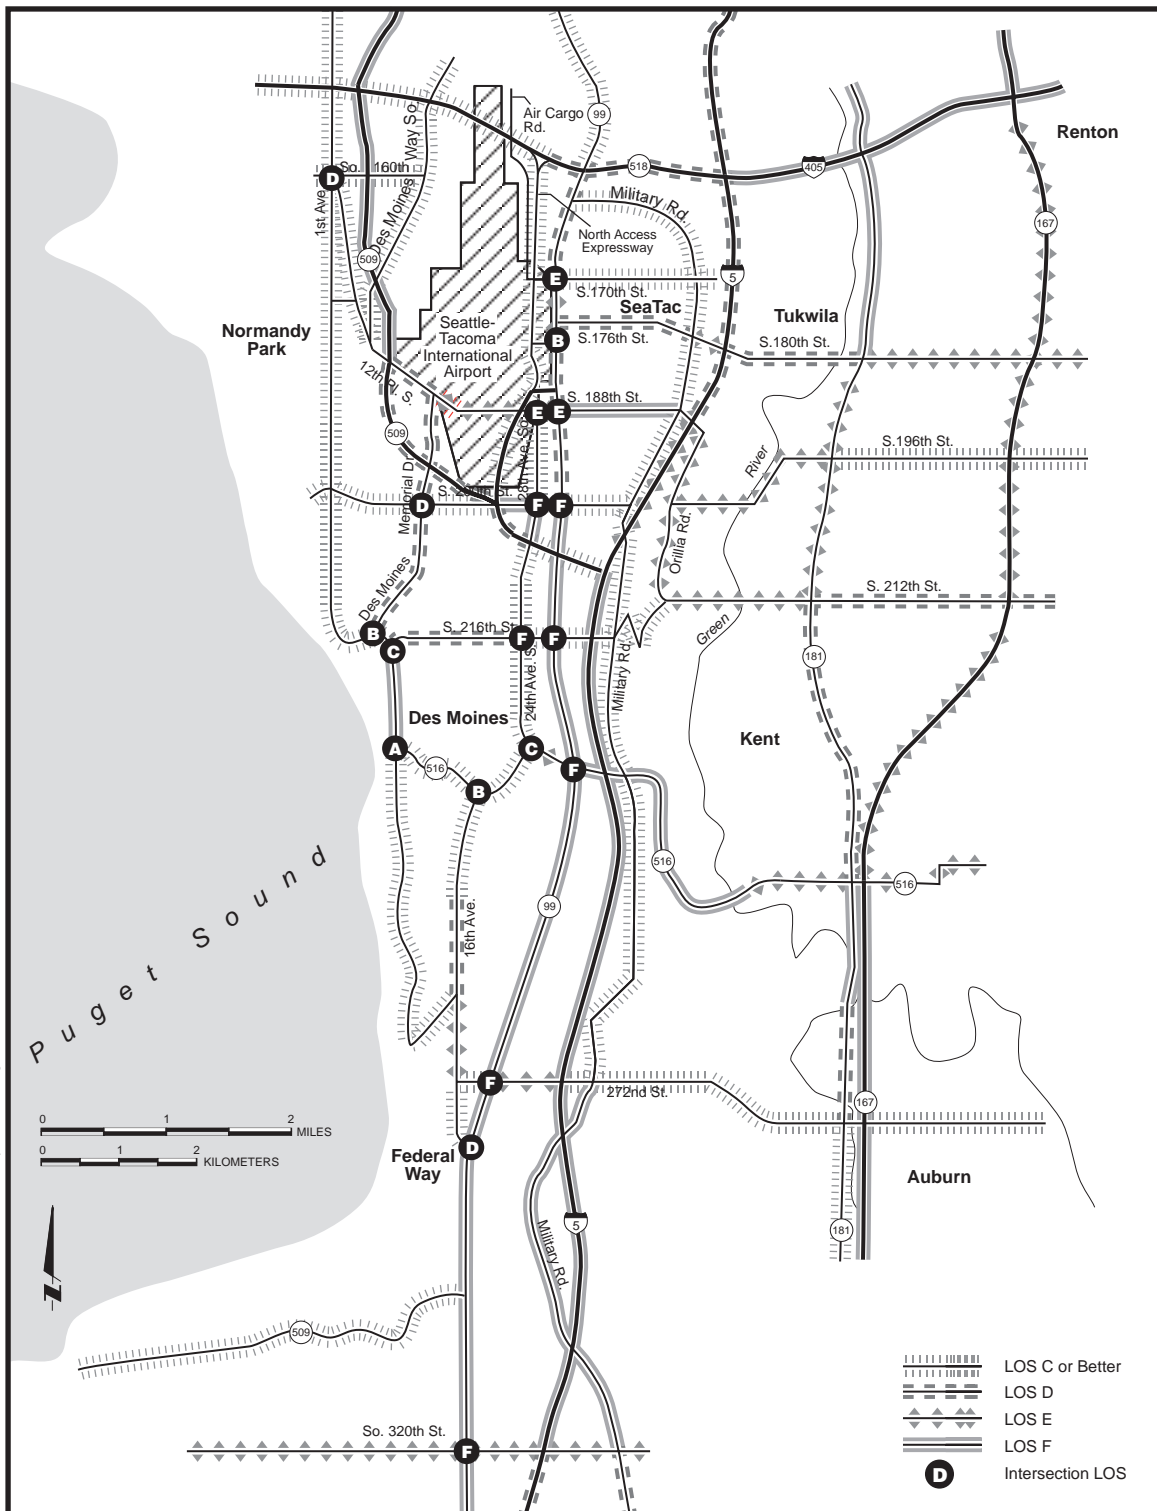 Air Cargo
Rd.
99
Renton
Way So.
So. 160th
D
518
405
Military Rd.
1st Ave.
Des Moines
North Access
Expressway
167
509
E
5
S.170th St.
SeaTac
Tukwila
Normandy
Park
Seattle-
Tacoma
International
Airport
B
S.176th St.
S.180th St.
12th Pl. S.
S. 188th St.
E
E
509
28th Ave. So.
S.196th St.
River
Memorial Dr.
S. 200th St.
D
F
F
Orillia Rd.
S. 212th St.
Des Moines
B
S. 216th St.
F
F
Green
C
181
24th Ave. S.
Military Rd.
Des Moines
Kent
A
516
C
F
B
516
516
Puget Sound
99
16th Ave.
F
272nd St.
167
0 1 2
MILES
0 1 2
KILOMETERS
D
Federal
Way
Auburn
5
181
Military Rd.
N
509
LOS C or Better
LOS D
LOS E
LOS F
D
Intersection LOS
So. 320th St.
F